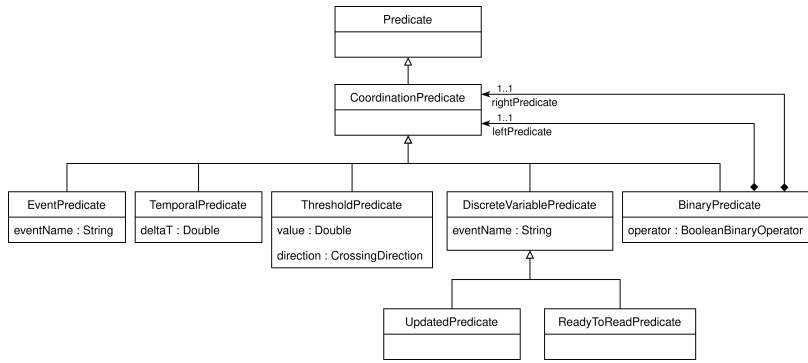 Predicate
CoordinationPredicate
1..1
rightPredicate
1..1
leftPredicate
EventPredicate
eventName : String
TemporalPredicate
deltaT : Double
ThresholdPredicate
value : Double
direction : CrossingDirection
DiscreteVariablePredicate
eventName : String
BinaryPredicate
operator : BooleanBinaryOperator
UpdatedPredicate
ReadyToReadPredicate